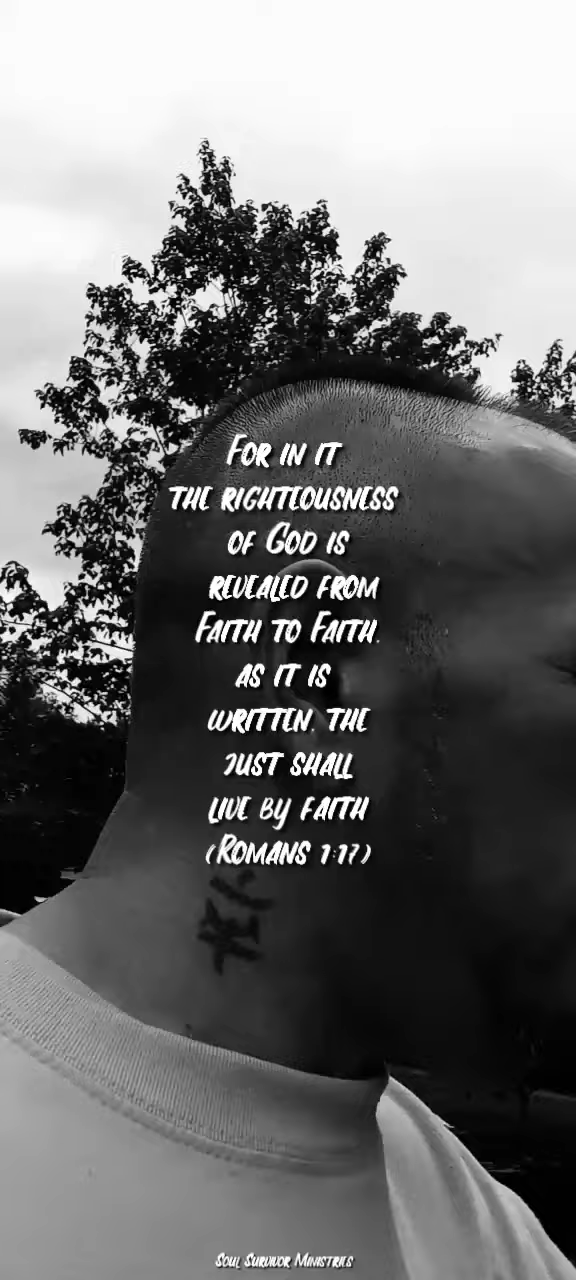 For in it
the righteousness
of God is
revealed from
Faith to Faith.
as it is
written, the
just shall
live by faith
(Romans 1:17)
Soul Survivor Ministries